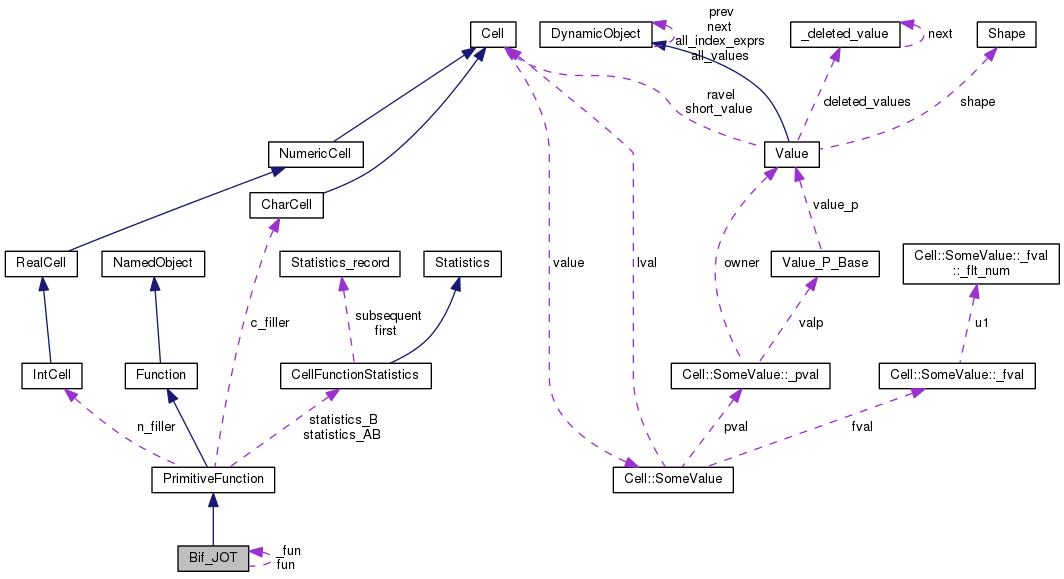 prev
next
all_index_exprs
all_values
Cell
DynamicObject
_deleted_value
next
Shape
ravel
short_value
deleted_values
shape
NumericCell
Value
CharCell
value_p
RealCell
NamedObject
Statistics_record
Statistics
value
lval
owner
Value_P_Base
Cell::SomeValue::_fval
::_flt_num
c_filler
subsequent
first
valp
u1
IntCell
Function
CellFunctionStatistics
Cell::SomeValue::_pval
Cell::SomeValue::_fval
n_filler
statistics_B
statistics_AB
pval
fval
PrimitiveFunction
Cell::SomeValue
Bif_JOT
_fun
fun